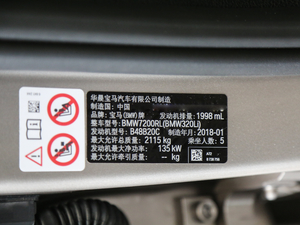 华晨宝马汽车有限公司制造
制造国：中国
品牌：宝马(BMW)牌 发动机排量：1998 mL
整车型号：BMW7200RL(BMW320Li)
发动机型号：B48B20C 制造年月：2018-01
最大允许总质量：2115 kg 乘坐人数：5
发动机最大净功率：135 kW
最大允许牵引质量：-- kg